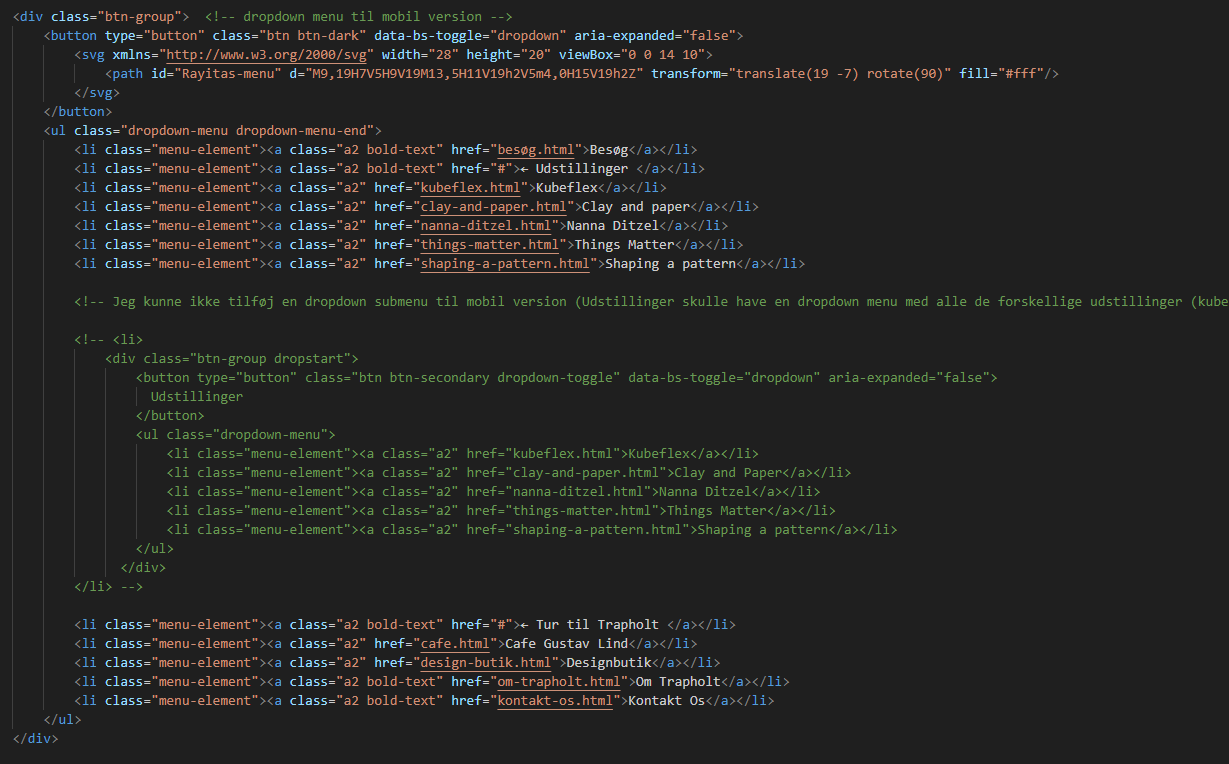 <div class="btn-group">  <!-- dropdown menu til mobil version -->
    <button type="button" class="btn btn-dark" data-bs-toggle="dropdown" aria-expanded="false">
        <svg xmlns="http://www.w3.org/2000/svg" width="28" height="20" viewBox="0 0 14 10">
            <path id="Rayitas-menu" d="M9,19H7V5H9V19M13,5H11V19h2V5m4,0H15V19h2Z" transform="translate(19 -7) rotate(90)" fill="#fff"/>
        </svg>
    </button>
    <ul class="dropdown-menu dropdown-menu-end">
        <li class="menu-element"><a class="a2 bold-text" href="besøg.html">Besøg</a></li>
        <li class="menu-element"><a class="a2 bold-text" href="#">← Udstillinger </a></li>
        <li class="menu-element"><a class="a2" href="kubeflex.html">Kubeflex</a></li>
        <li class="menu-element"><a class="a2" href="clay-and-paper.html">Clay and paper</a></li>
        <li class="menu-element"><a class="a2" href="nanna-ditzel.html">Nanna Ditzel</a></li>
        <li class="menu-element"><a class="a2" href="things-matter.html">Things Matter</a></li>
        <li class="menu-element"><a class="a2" href="shaping-a-pattern.html">Shaping a pattern</a></li>

        <!-- Jeg kunne ikke tilføj en dropdown submenu til mobil version (Udstillinger skulle have en dropdown menu med alle de forskellige udstillinger (kube

        <!-- <li>
            <div class="btn-group dropstart">
                <button type="button" class="btn btn-secondary dropdown-toggle" data-bs-toggle="dropdown" aria-expanded="false">
                  Udstillinger
                </button>
                <ul class="dropdown-menu">
                    <li class="menu-element"><a class="a2" href="kubeflex.html">Kubeflex</a></li>
                    <li class="menu-element"><a class="a2" href="clay-and-paper.html">Clay and Paper</a></li>
                    <li class="menu-element"><a class="a2" href="nanna-ditzel.html">Nanna Ditzel</a></li>
                    <li class="menu-element"><a class="a2" href="things-matter.html">Things Matter</a></li>
                    <li class="menu-element"><a class="a2" href="shaping-a-pattern.html">Shaping a pattern</a></li>
                </ul>
              </div>
        </li> -->

        <li class="menu-element"><a class="a2 bold-text" href="#">← Tur til Trapholt </a></li>
        <li class="menu-element"><a class="a2" href="cafe.html">Cafe Gustav Lind</a></li>
        <li class="menu-element"><a class="a2" href="design-butik.html">Designbutik</a></li>
        <li class="menu-element"><a class="a2 bold-text" href="om-trapholt.html">Om Trapholt</a></li>
        <li class="menu-element"><a class="a2 bold-text" href="kontakt-os.html">Kontakt Os</a></li>
    </ul>
</div>